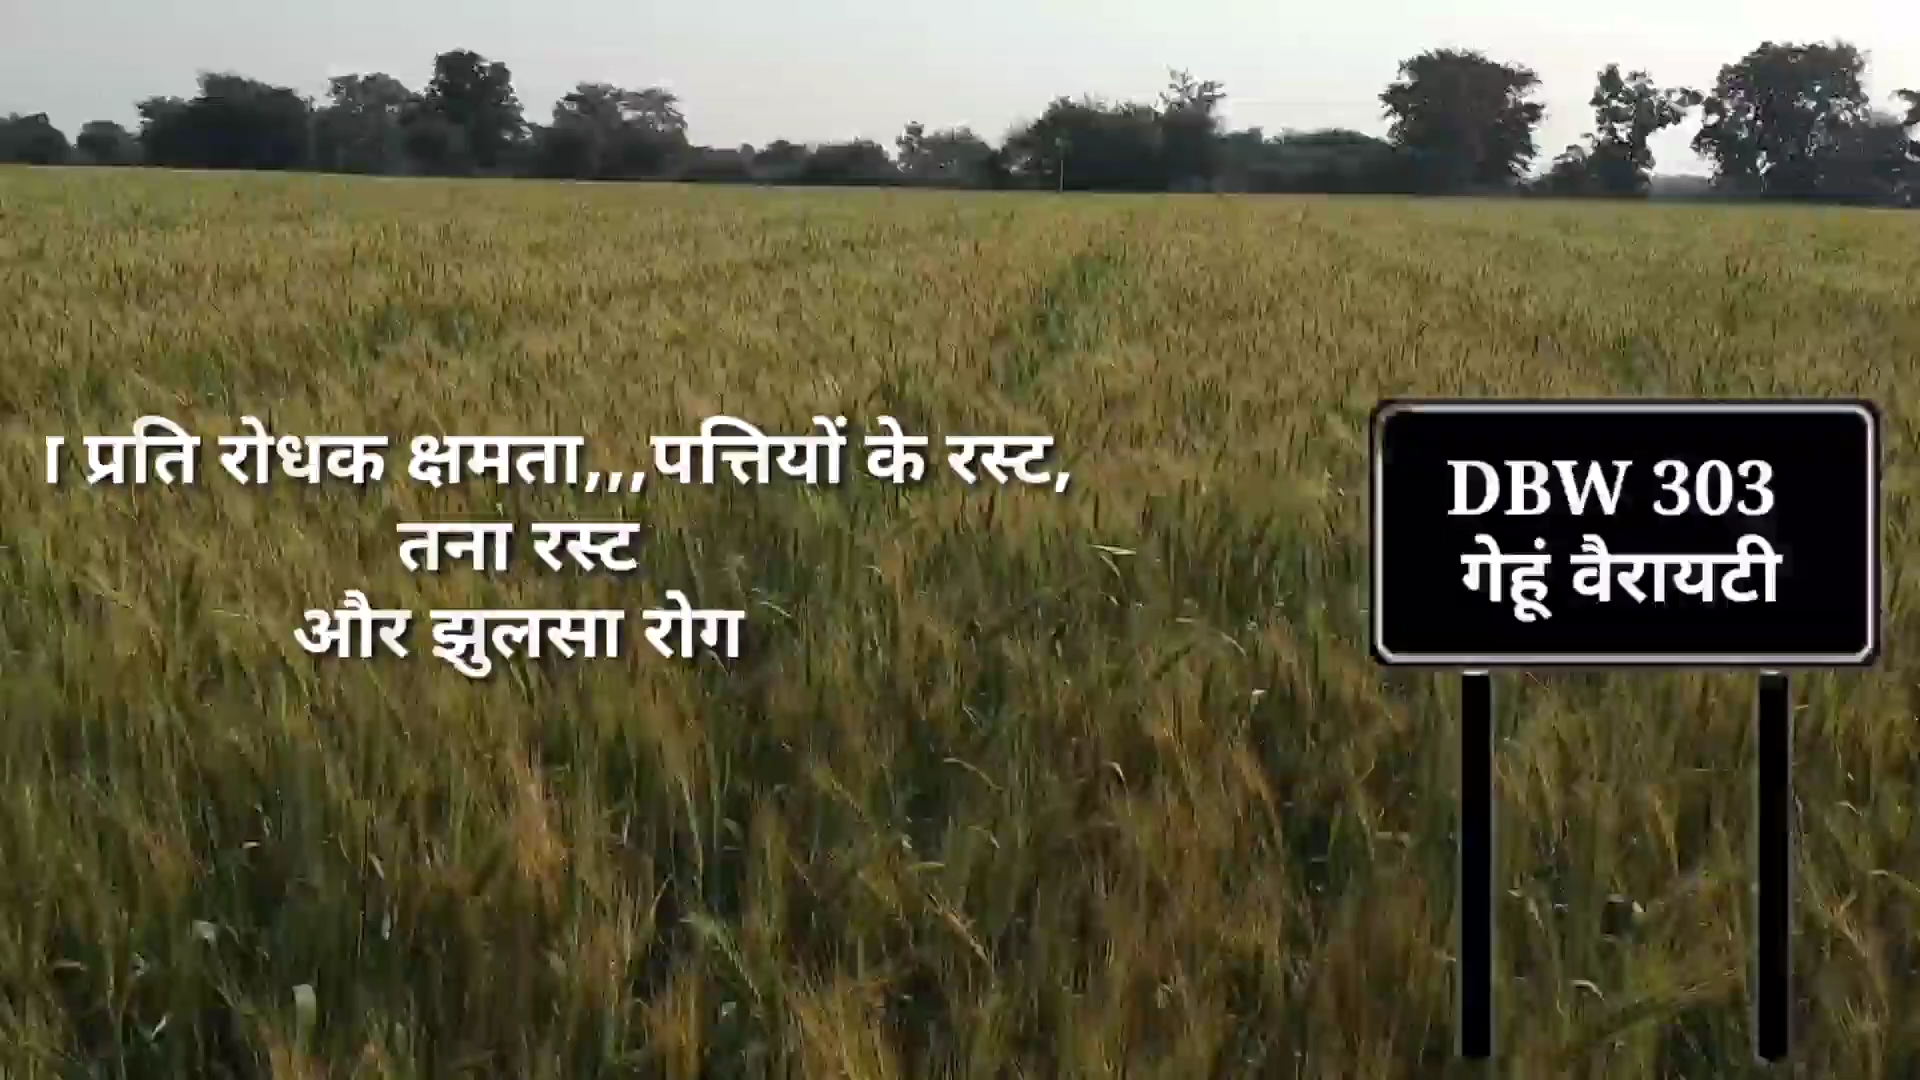 । प्रति रोधक क्षमता,,,पत्तियों के रस्ट,
तना रस्ट
और झुलसा रोग
DBW 303
गेहूं वैरायटी